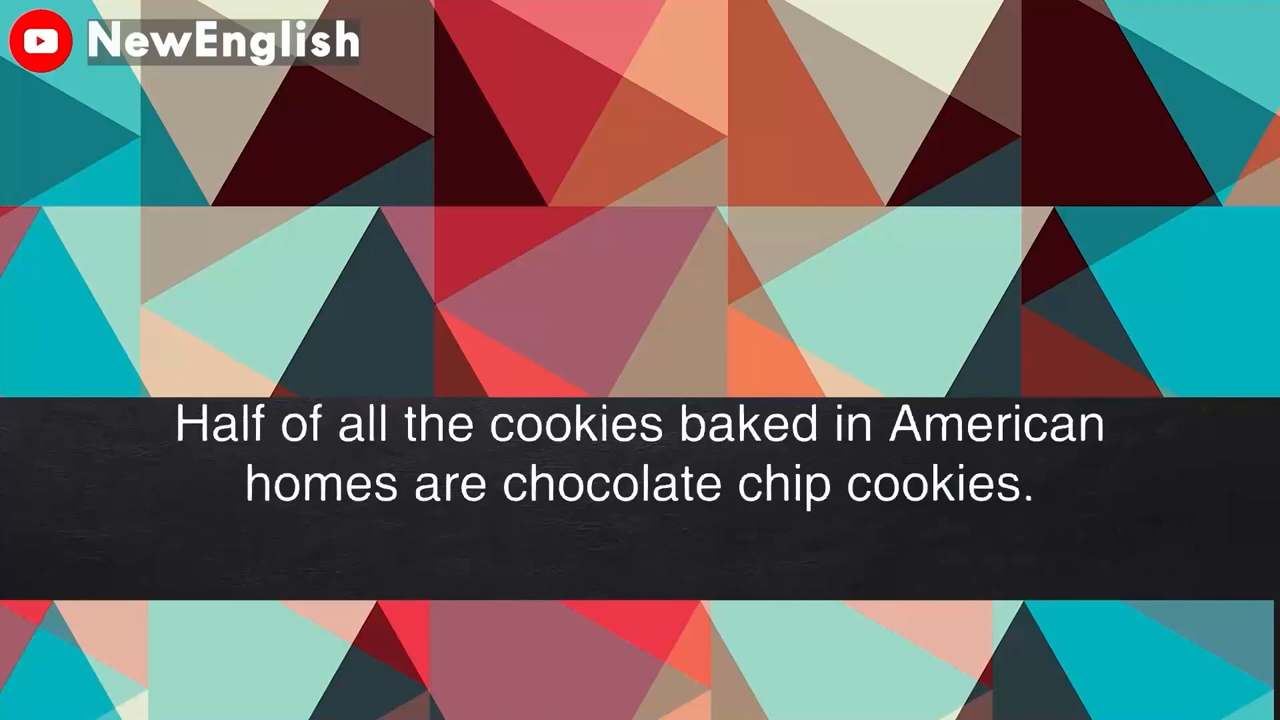 NewEnglish
Half of all the cookies baked in American
homes are chocolate chip cookies.